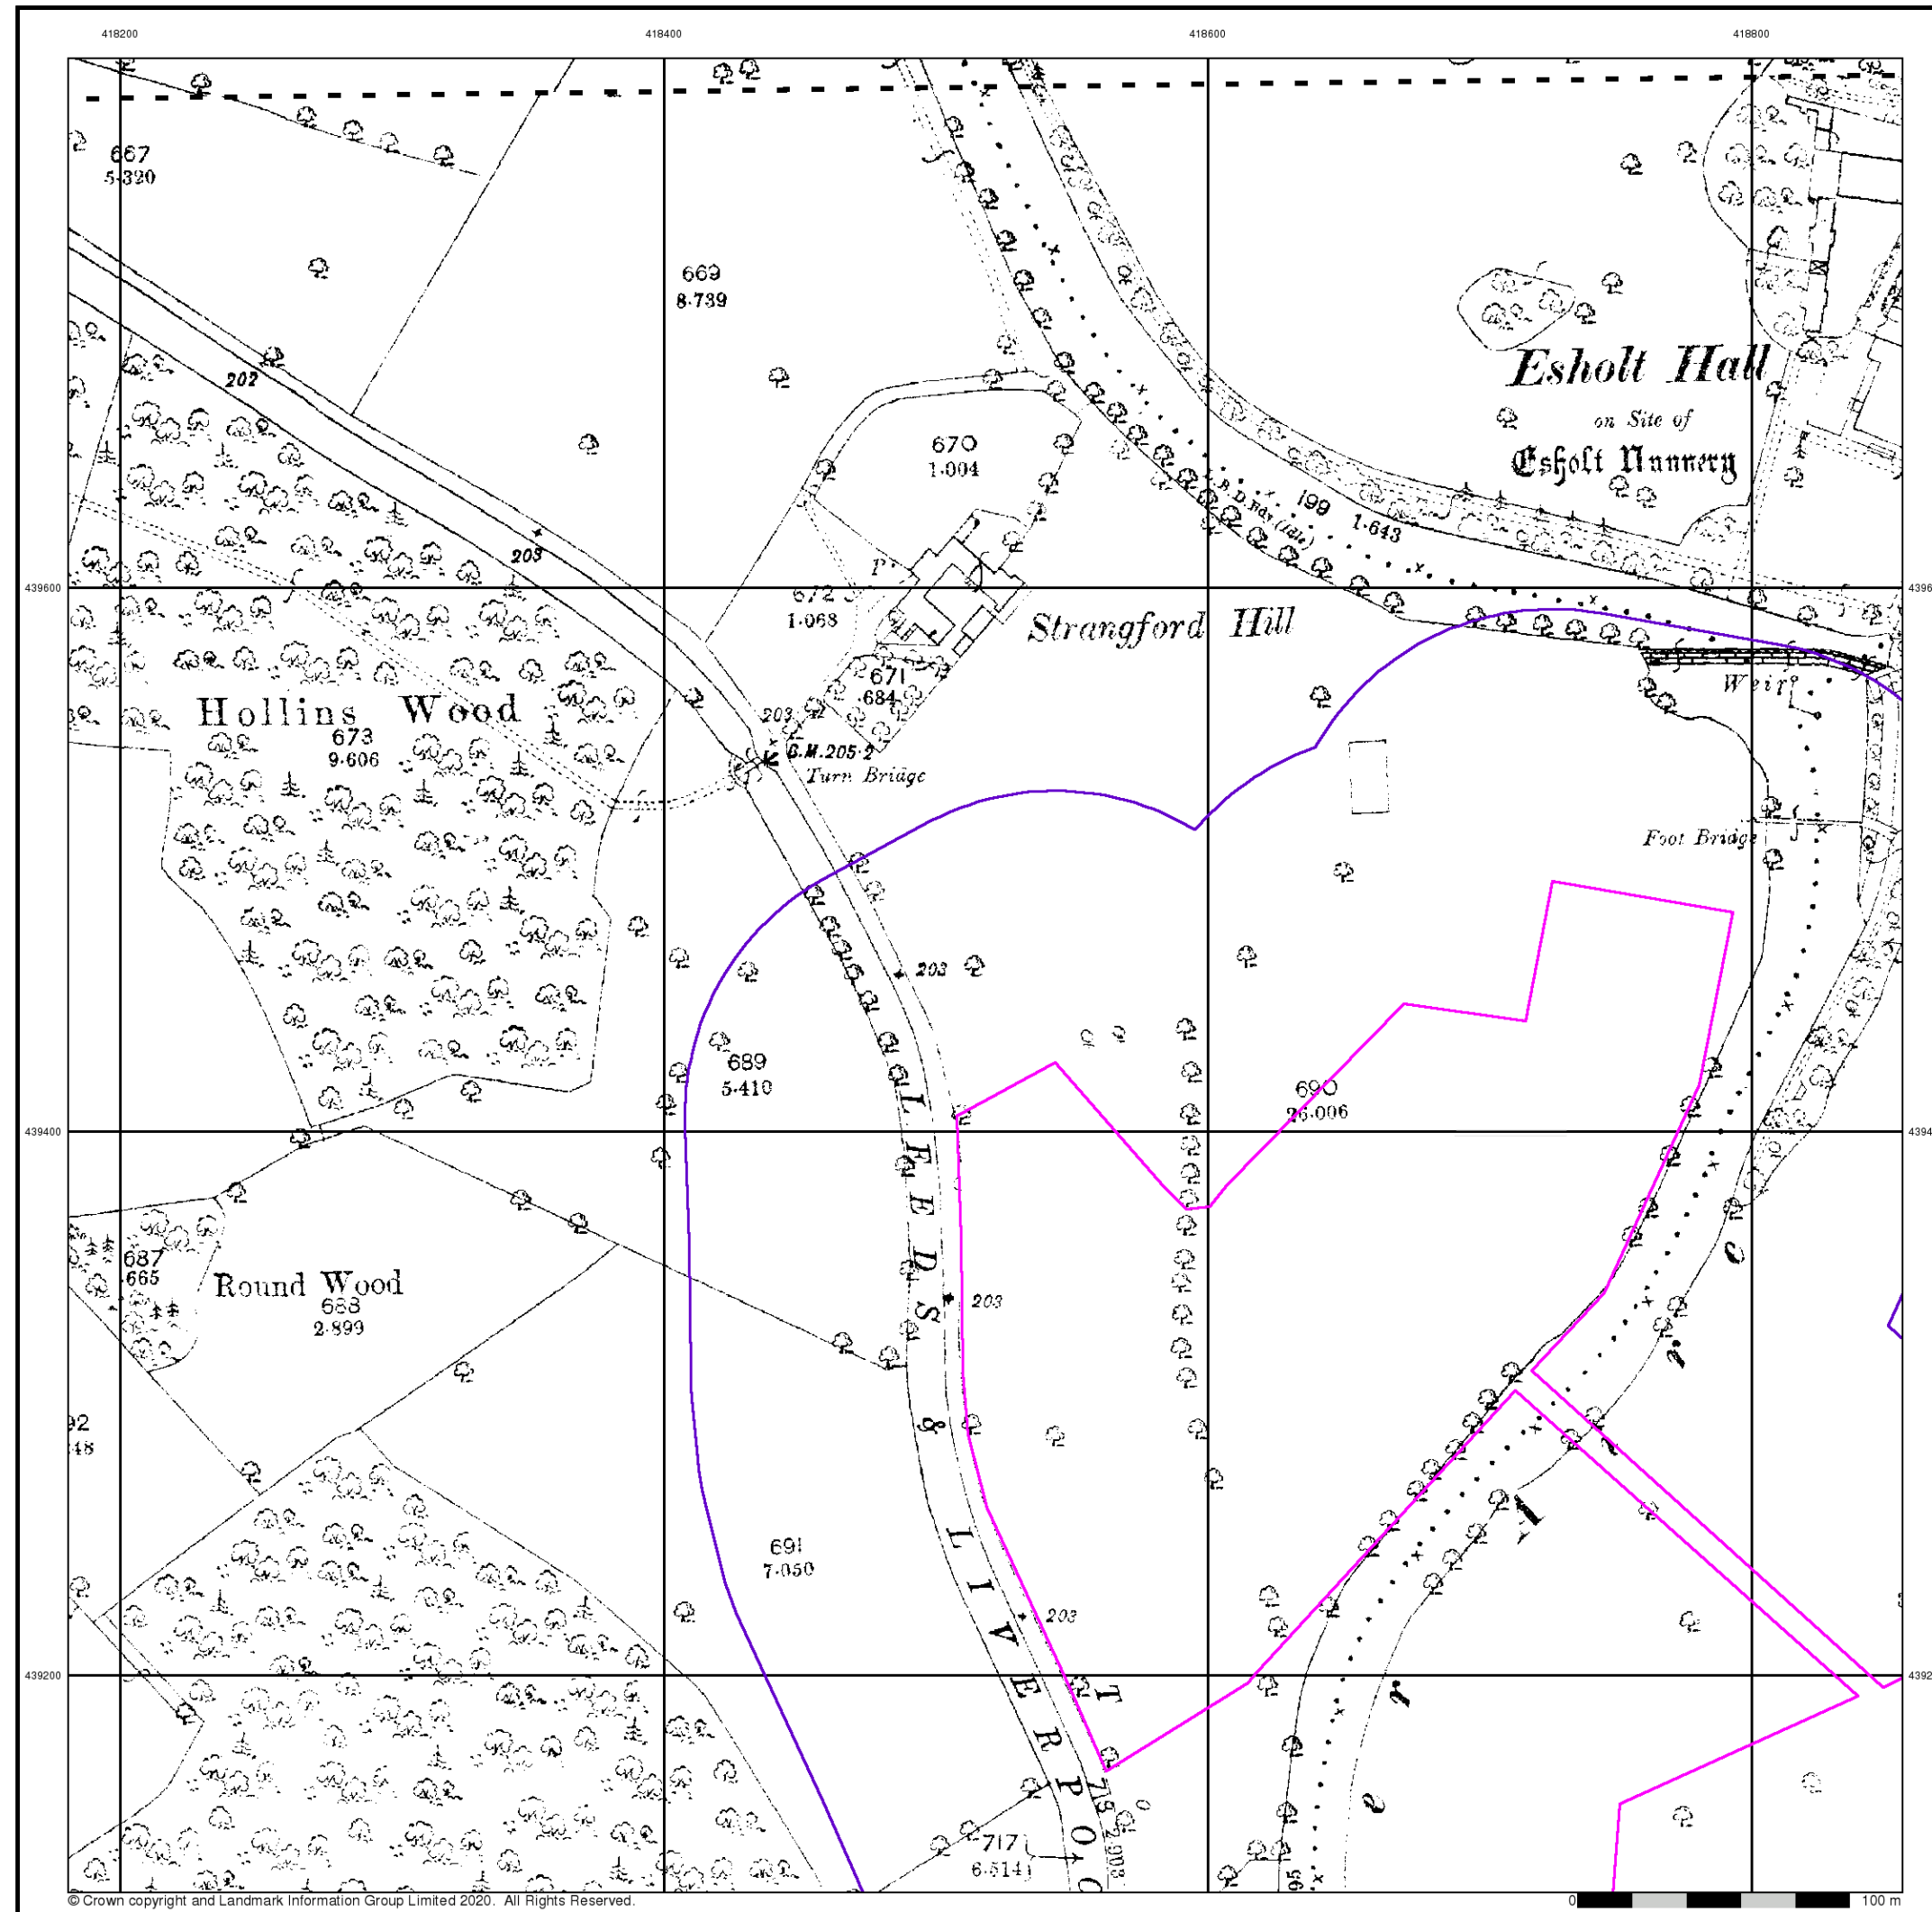 418200
418400
418600
418800
667
5·320
669
8·739
202
Esholt Hall
on Site of
Esholt Nunnery
670
1·004
199 1·643
B.D.Bdy.(Idle)
203
439600
P
672
1·068
Strangford Hill
671
·684
Weir
Hollins Wood
673
9·606
203
B.M.205·2
Turn Bridge
Foot Bridge
203
689
5·410
690
26·006
439400
687
·665
Round Wood
688
2·899
203
LEEDS & LIVERPO
691
7·050
203
439200
T
718
717
6·514
95
© Crown copyright and Landmark Information Group Limited 2020. All Rights Reserved.
0 100 m